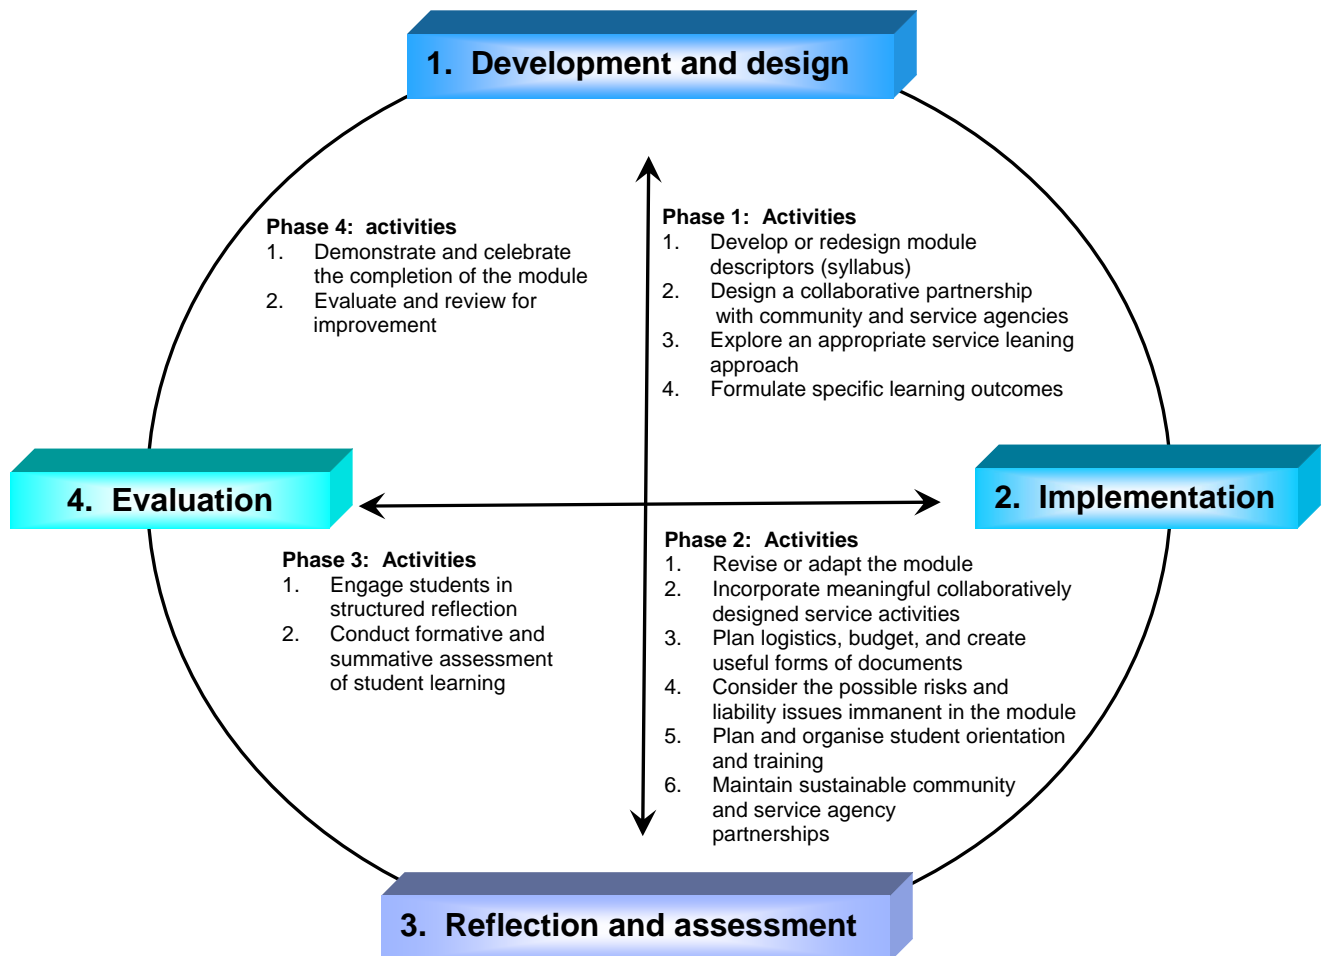 1. Development and design
Phase 4: activities
1. Demonstrate and celebrate
the completion of the module
2. Evaluate and review for
improvement
Phase 1: Activities
1. Develop or redesign module
descriptors (syllabus)
2. Design a collaborative partnership
with community and service agencies
3. Explore an appropriate service leaning
approach
4. Formulate specific learning outcomes
4. Evaluation
2. Implementation
Phase 3: Activities
1. Engage students in
structured reflection
2. Conduct formative and
summative assessment
of student learning
Phase 2: Activities
1. Revise or adapt the module
2. Incorporate meaningful collaboratively
designed service activities
3. Plan logistics, budget, and create
useful forms of documents
4. Consider the possible risks and
liability issues immanent in the module
5. Plan and organise student orientation
and training
6. Maintain sustainable community
and service agency
partnerships
3. Reflection and assessment